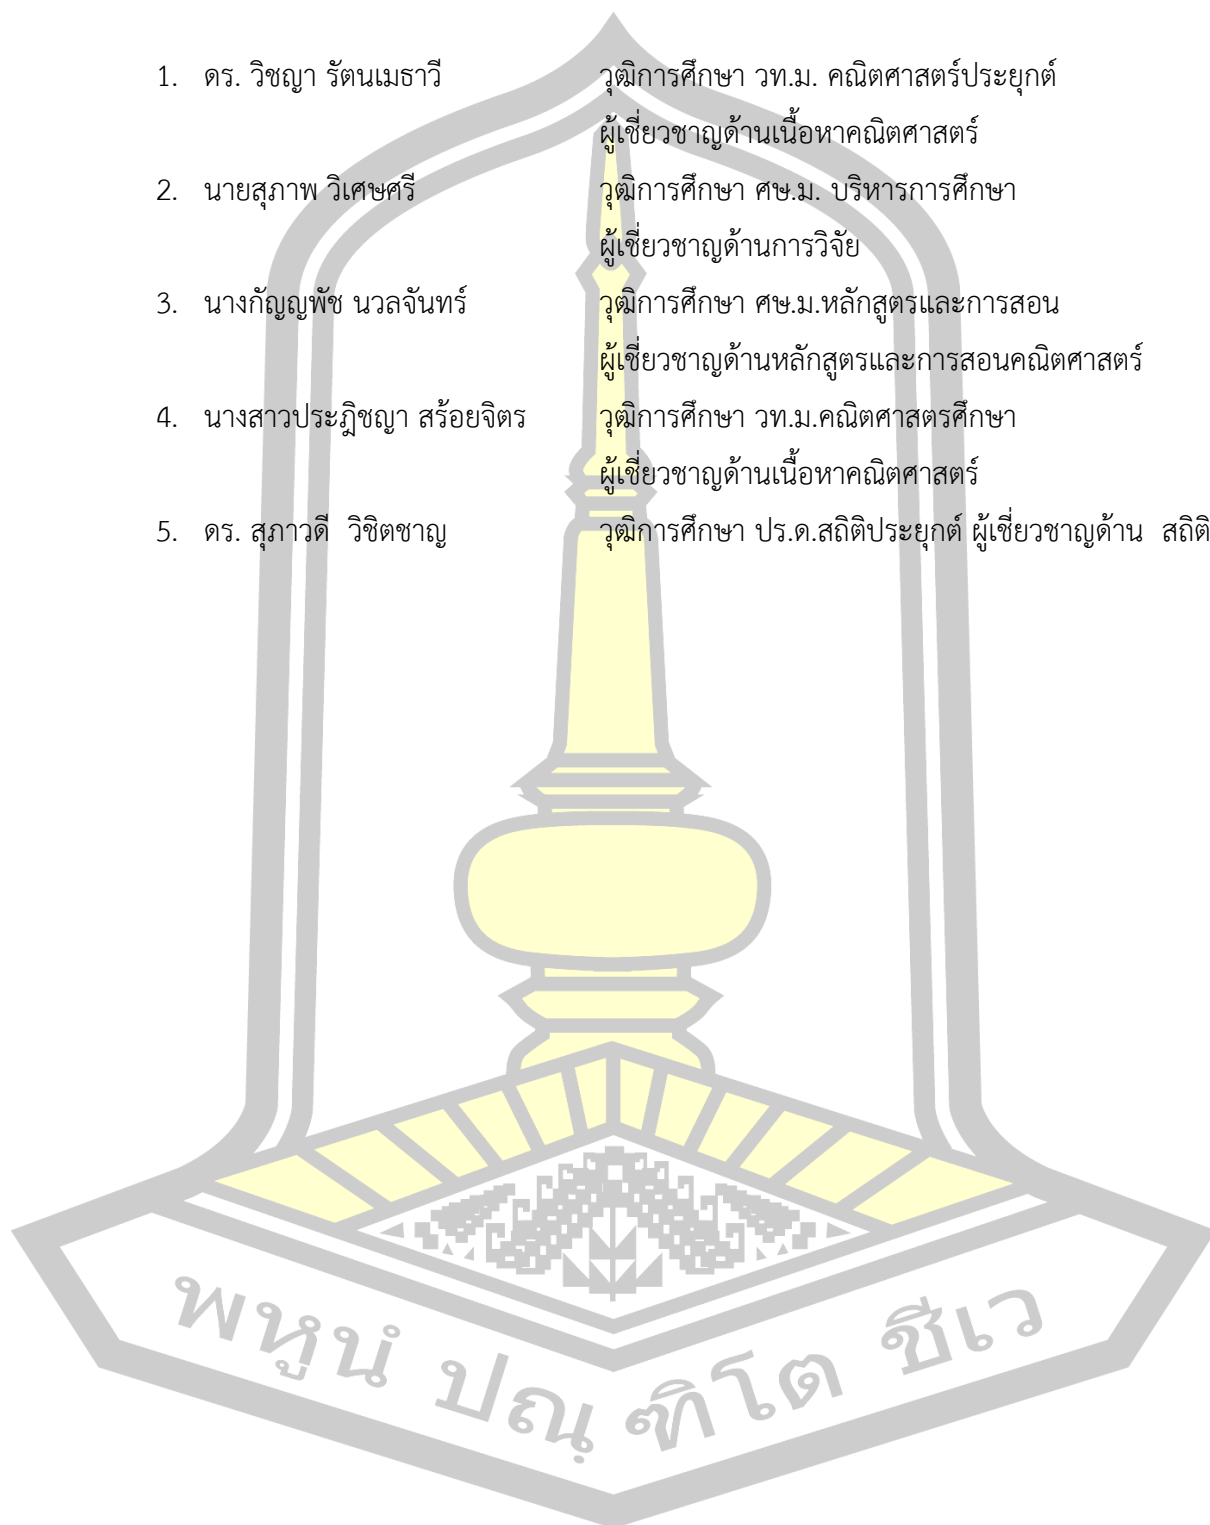 1. ดร. วิชญา รัตนเมธาวี วุฒิการศึกษา วท.ม. คณิตศาสตร์ประยุกต์
ผู้เชี่ยวชาญด้านเนื้อหาคณิตศาสตร์
2. นายสุภาพ วิเศษศรี วุฒิการศึกษา ศษ.ม. บริหารการศึกษา
ผู้เชี่ยวชาญด้านการวิจัย
3. นางกัญญพัช นวลจันทร์ วุฒิการศึกษา ศษ.ม.หลักสูตรและการสอน
ผู้เชี่ยวชาญด้านหลักสูตรและการสอนคณิตศาสตร์
4. นางสาวประฎิชญา สร้อยจิตร วุฒิการศึกษา วท.ม.คณิตศาสตรศึกษา
ผู้เชี่ยวชาญด้านเนื้อหาคณิตศาสตร์
5. ดร. สุภาวดี วิชิตชาญ วุฒิการศึกษา ปร.ด.สถิติประยุกต์ ผู้เชี่ยวชาญด้าน สถิติ
พหูนํ ปณฺ ฑิโต ชีเว